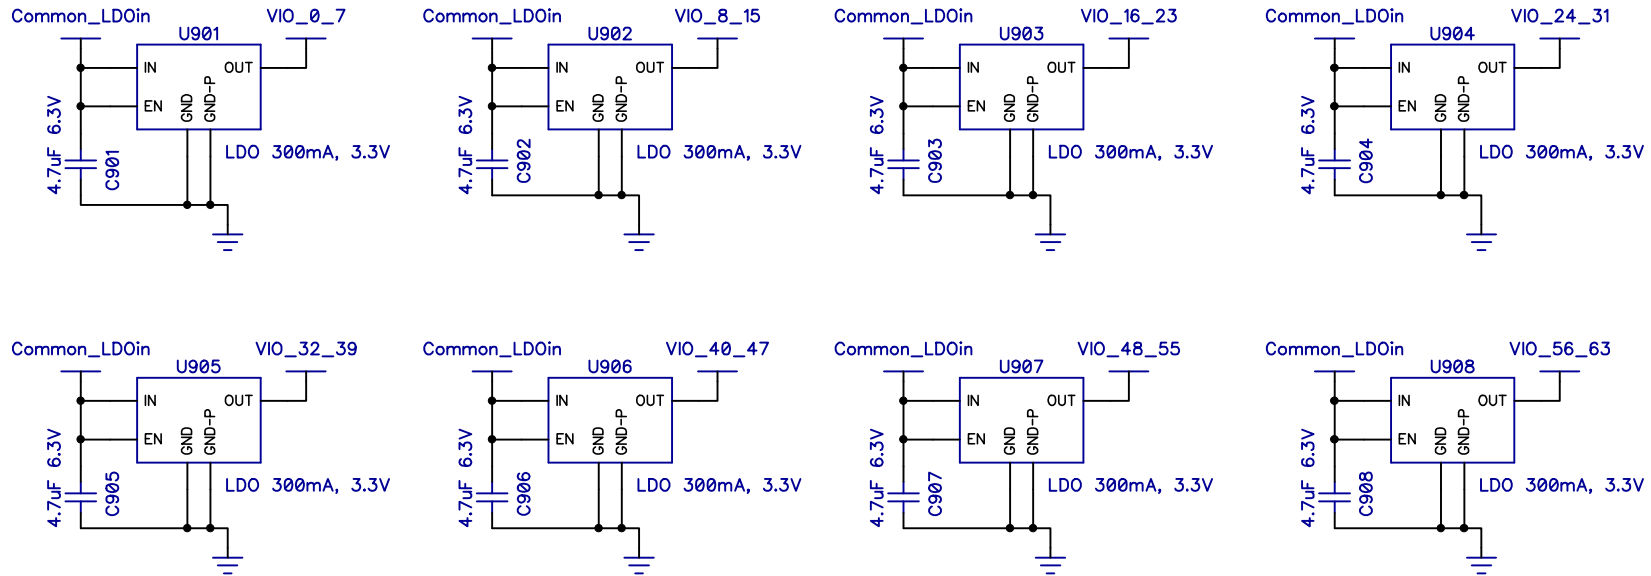 Common_LDOin VIO_0_7 Common_LDOin VIO_8_15 Common_LDOin VIO_16_23 Common_LDOin VIO_24_31
U901 U902 U903 U904
IN OUT IN OUT IN OUT IN OUT
EN GND GND-P EN GND GND-P EN GND GND-P EN GND GND-P
4.7uF 6.3V C901 LDO 300mA, 3.3V
4.7uF 6.3V C902 LDO 300mA, 3.3V
4.7uF 6.3V C903 LDO 300mA, 3.3V
4.7uF 6.3V C904 LDO 300mA, 3.3V
Common_LDOin VIO_32_39 Common_LDOin VIO_40_47 Common_LDOin VIO_48_55 Common_LDOin VIO_56_63
U905 U906 U907 U908
IN OUT IN OUT IN OUT IN OUT
EN GND GND-P EN GND GND-P EN GND GND-P EN GND GND-P
4.7uF 6.3V C905 LDO 300mA, 3.3V
4.7uF 6.3V C906 LDO 300mA, 3.3V
4.7uF 6.3V C907 LDO 300mA, 3.3V
4.7uF 6.3V C908 LDO 300mA, 3.3V